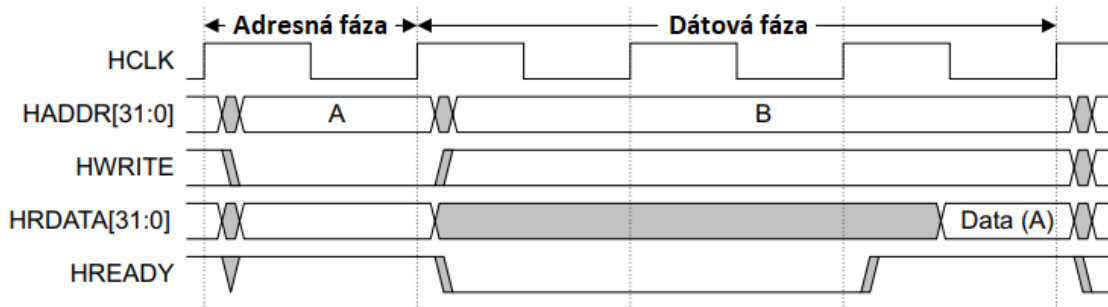 Adresná fáza Dátová fáza
HCLK
HADDR[31:0] A B
HWRITE
HRDATA[31:0] Data (A)
HREADY